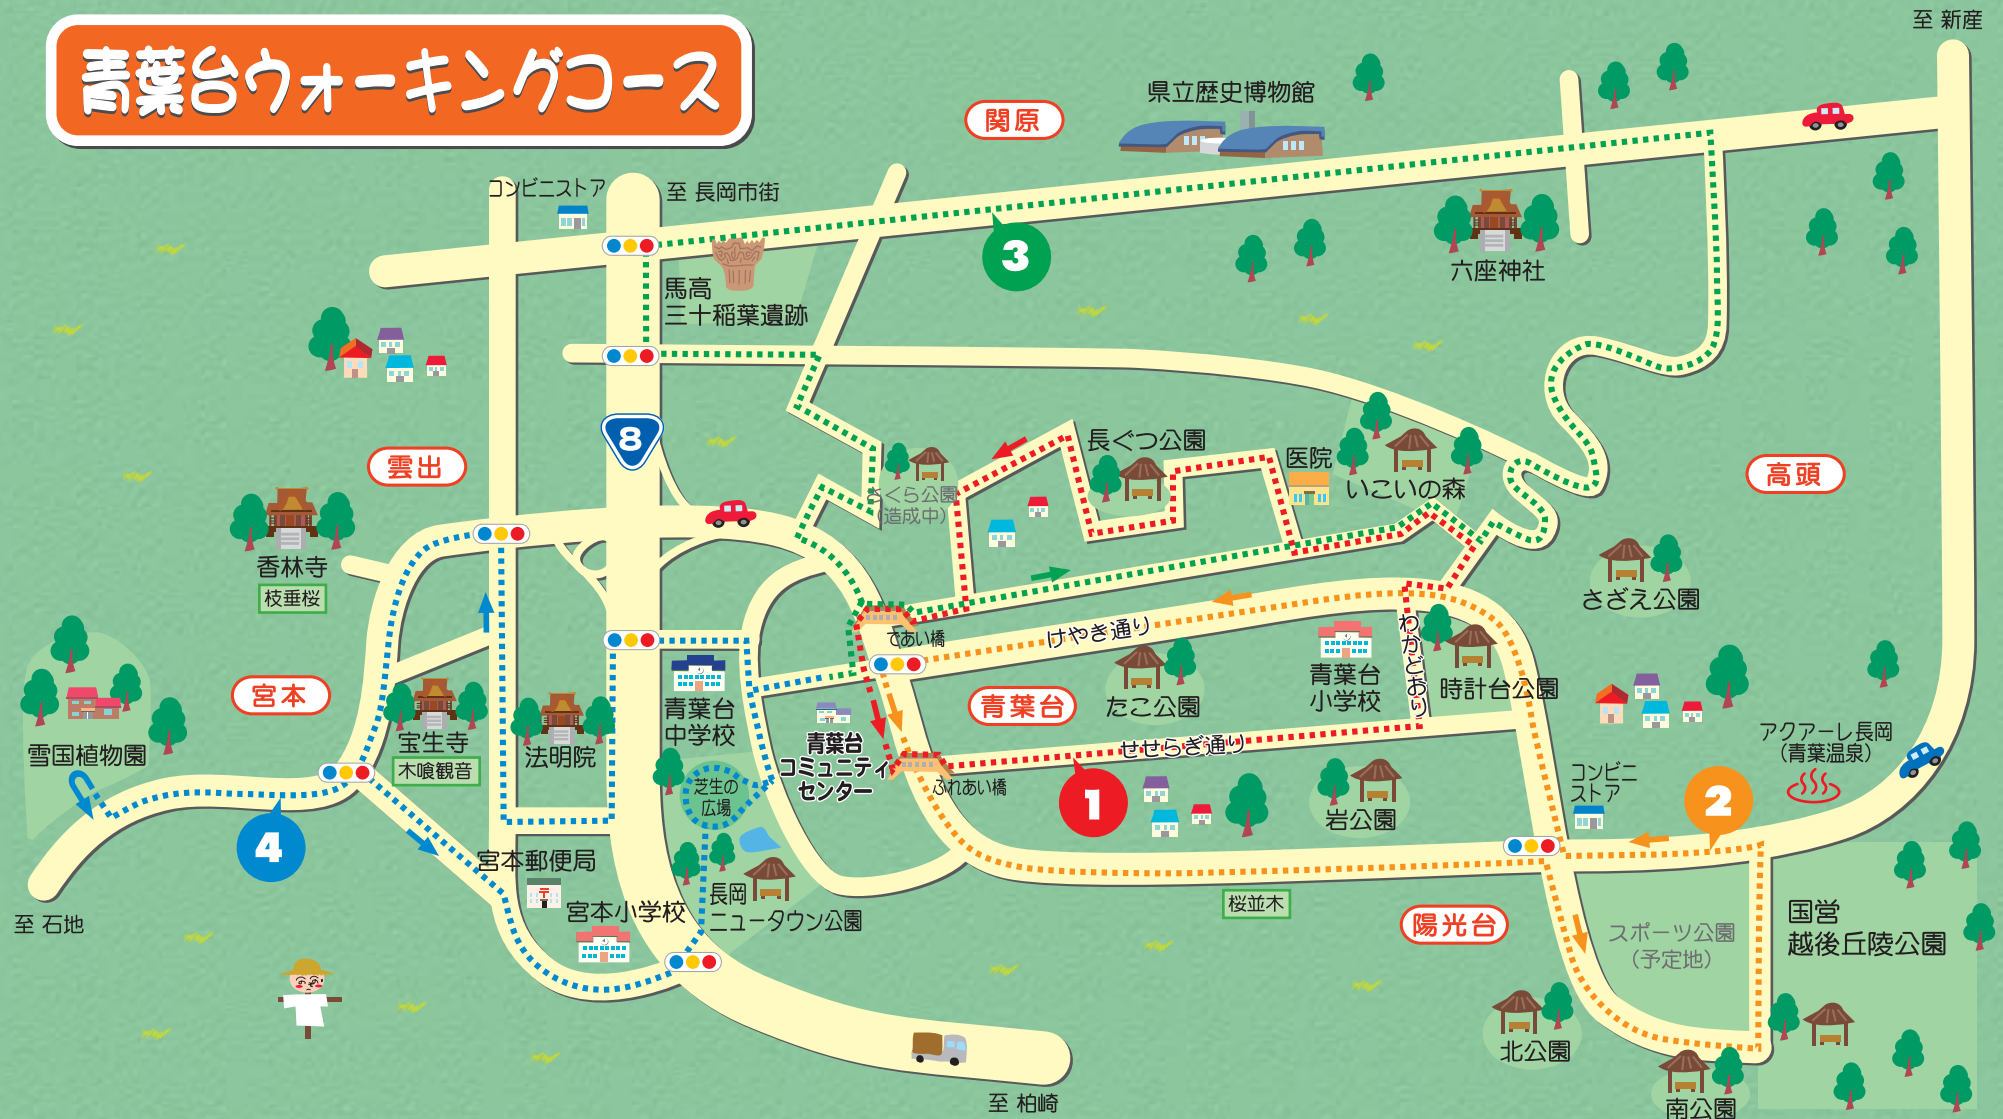 青葉台ウォーキングコース
至 新産
県立歴史博物館
関原
コンビニストア
至 長岡市街
3
六座神社
馬高
三十稲葉遺跡
8
雲出
長ぐつ公園
医院
いこいの森
高頭
さくら公園
(造成中)
香林寺
枝垂桜
さざえ公園
であい橋
けやき通り
わかどおり
青葉台
小学校
時計台公園
宮本
宝生寺
木喰観音
法明院
青葉台
中学校
青葉台
たこ公園
雪国植物園
青葉台
コミュニティ
センター
せせらぎ通り
アクアーレ長岡
(青葉温泉)
芝生の
広場
ふれあい橋
1
コンビニ
ストア
2
岩公園
4
宮本郵便局
長岡
ニュータウン公園
宮本小学校
桜並木
陽光台
スポーツ公園
(予定地)
国営
越後丘陵公園
至 石地
北公園
南公園
至 柏崎